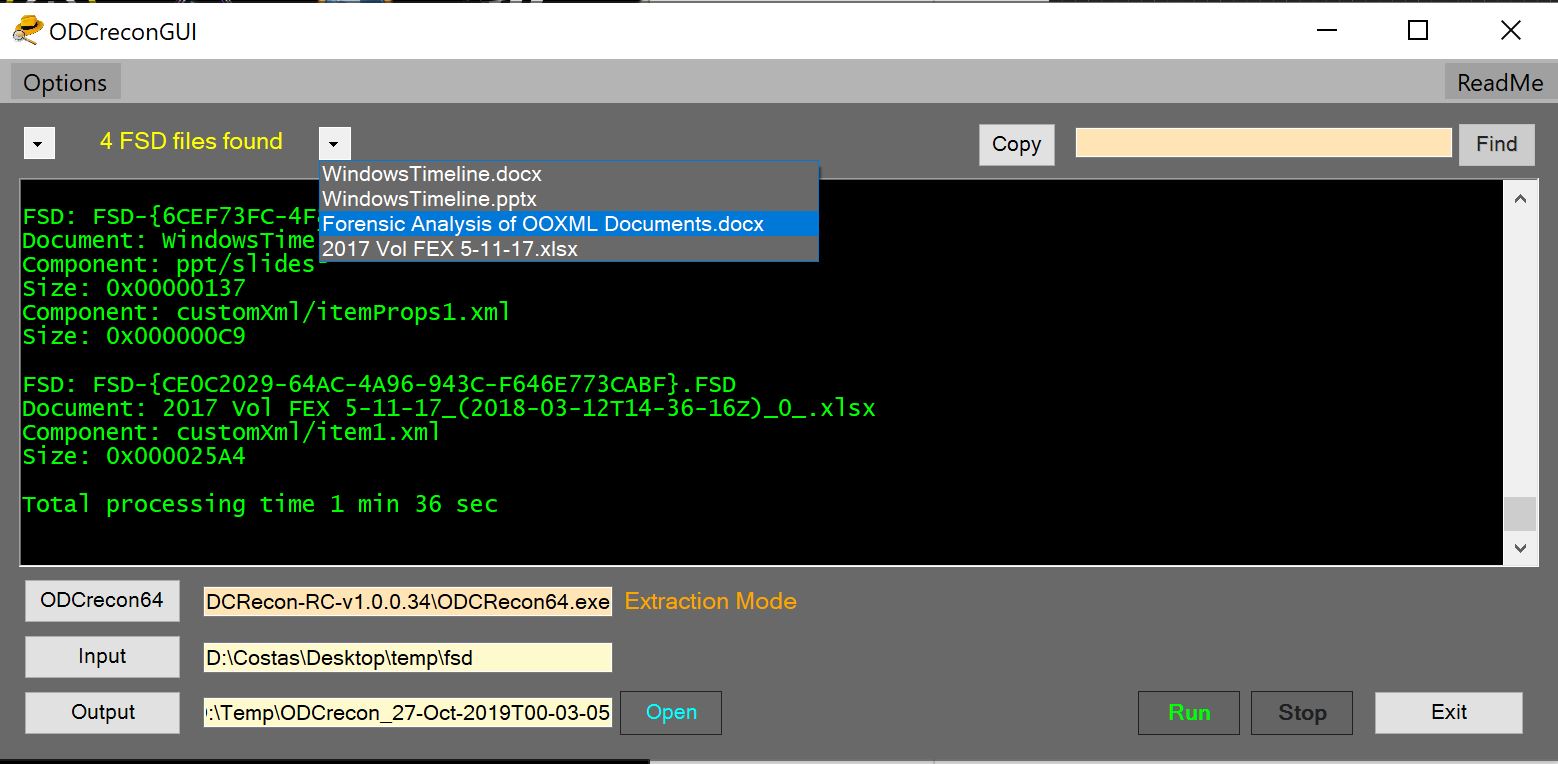 ODCreconGUI
Options
ReadMe
4 FSD files found
Copy
Find
WindowsTimeline.docx
WindowsTimeline.pptx
Forensic Analysis of OOXML Documents.docx
2017 Vol FEX 5-11-17.xlsx
FSD: FSD-{6CEF73FC-4F
Document: WindowsTime
Component: ppt/slides
Size: 0x00000137
Component: customXml/itemProps1.xml
Size: 0x000000C9
FSD: FSD-{CE0C2029-64AC-4A96-943C-F646E773CABF}.FSD
Document: 2017 Vol FEX 5-11-17_(2018-03-12T14-36-16Z)_0_.xlsx
Component: customXml/item1.xml
Size: 0x000025A4
Total processing time 1 min 36 sec
ODCrecon64
DCRecon-RC-v1.0.0.34\ODCRecon64.exe
Extraction Mode
Input
D:\Costas\Desktop\temp\fsd
Output
:\Temp\ODCrecon_27-Oct-2019T00-03-05
Open
Run
Stop
Exit